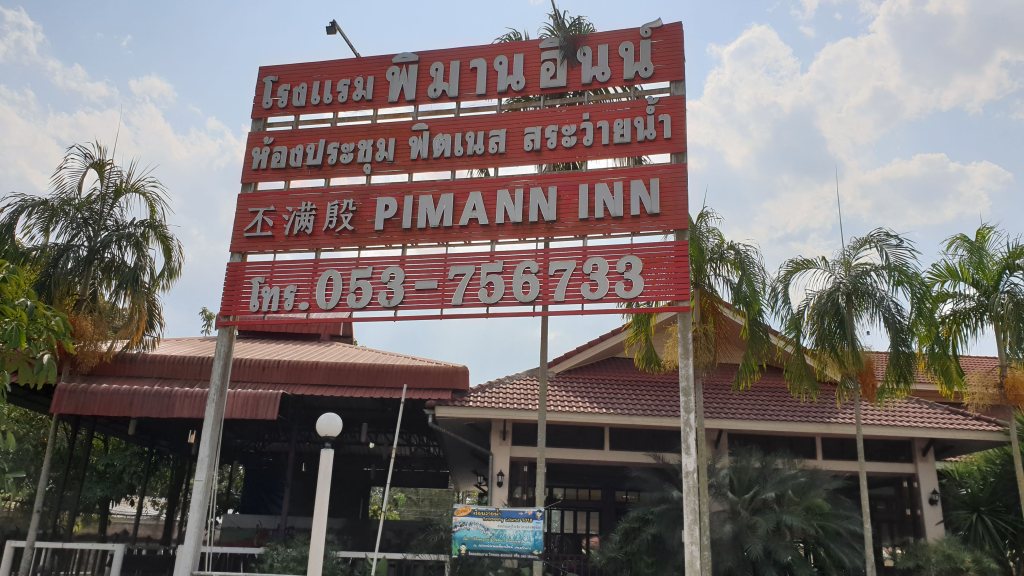 โรงแรม พิมาน อินน์
ห้องประชุม ฟิตเนส สระว่ายน้ำ
丕满殷 PIMANN INN
โทร. 053-756733